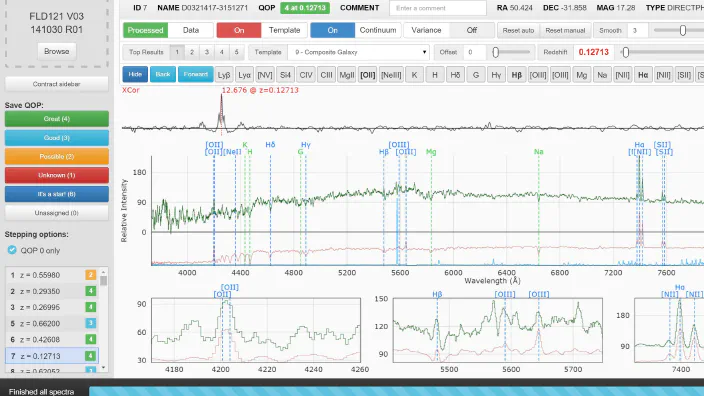 ID 7 NAME D0321417-3151271 QOP 4 at 0.12713 COMMENT Enter a comment RA 50.424 DEC -31.858 MAG 17.28 TYPE DIRECTPH
FLD121 V03
141030 R01
Browse
Contract sidebar
Save QOP:
Great (4)
Good (3)
Possible (2)
Unknown (1)
It's a star! (6)
Unassigned (0)
Stepping options:
QOP 0 only
1 z = 0.55980 2
2 z = 0.29350 4
3 z = 0.26995 4
5 z = 0.66200 3
6 z = 0.42608 4
7 z = 0.12713 4
8 z = 0.62052 3
Processed Data On Template On Continuum Variance Off Reset auto Reset manual Smooth 3
Top Results 1 2 3 4 5 Template 9 - Composite Galaxy Offset 0 Redshift 0.12713
Hide Back Forward Lyβ Lyα [NV] Si4 CIV CIII MgII [OII] [NeIII] K H Hδ G Hγ Hβ [OIII] [OIII] Mg Na [NII] Hα [NII] [SII] [S
XCor
12.676 @ z=0.12713
[OII] K Hδ Hγ [OIII] Hα [SII]
[OII] [NeII] H G Hβ [OIII] Mg Na [NII] [SII]
Relative Intensity
180
90
0
4000 4400 4800 5200 5600 6000 6400 6800 7200 7600
Wavelength (Å)
[OII]
[OII]
90
60
30
4180 4200 4220 4240 4260
Hβ [OIII] [OIII]
150
120
90
5500 5600 5700
Hα
[NII] [NII]
180
90
7400
Finished all spectra